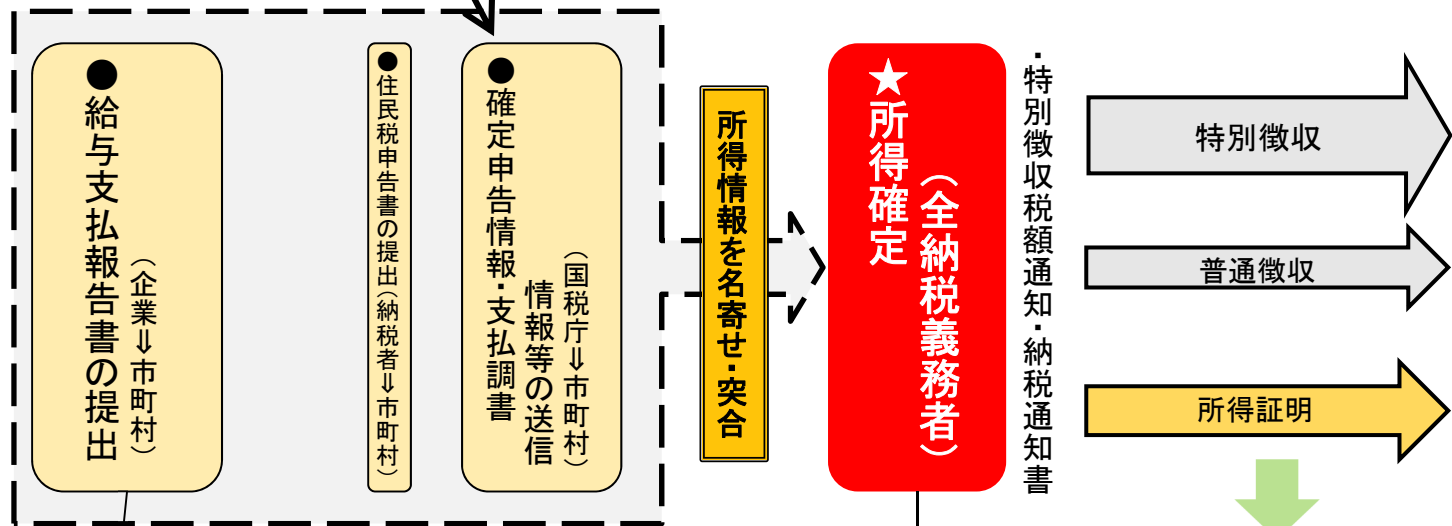 ●給与支払報告書の提出
（企業⇒市町村）
●住民税申告書の提出（納税者⇒市町村）
●確定申告情報・支払調書
情報等の送信
（国税庁⇒市町村）
所得情報を名寄せ・突合
★所得確定
（全納税義務者）
・特別徴収税額通知・納税通知書
特別徴収
普通徴収
所得証明